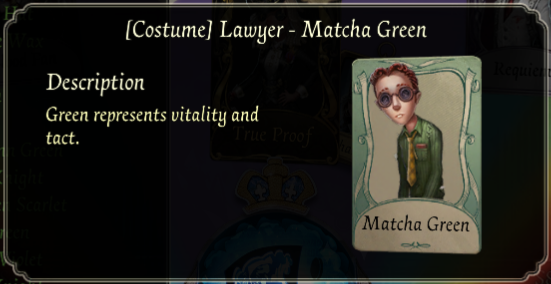 [Costume] Lawyer - Matcha Green
Description
Green represents vitality and
tact.
Matcha Green
True Proof